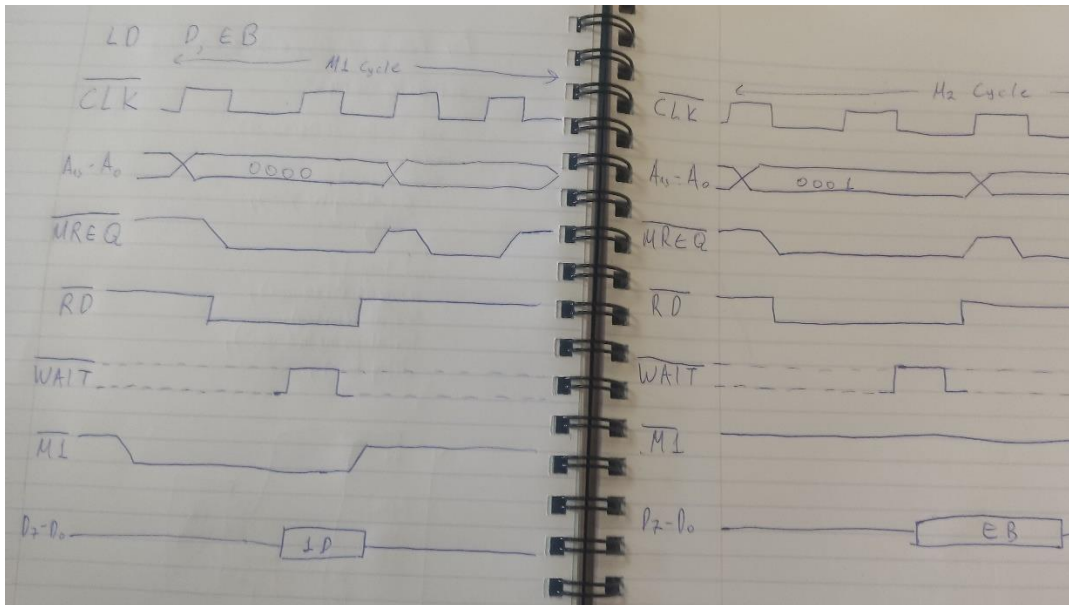 LD D, EB
M1 Cycle
CLK
A15-A0 0000
MREQ
RD
WAIT
M1
D7-D0 1D
M2 Cycle
CLK
A15-A0 0001
MREQ
RD
WAIT
M1
D7-D0 EB